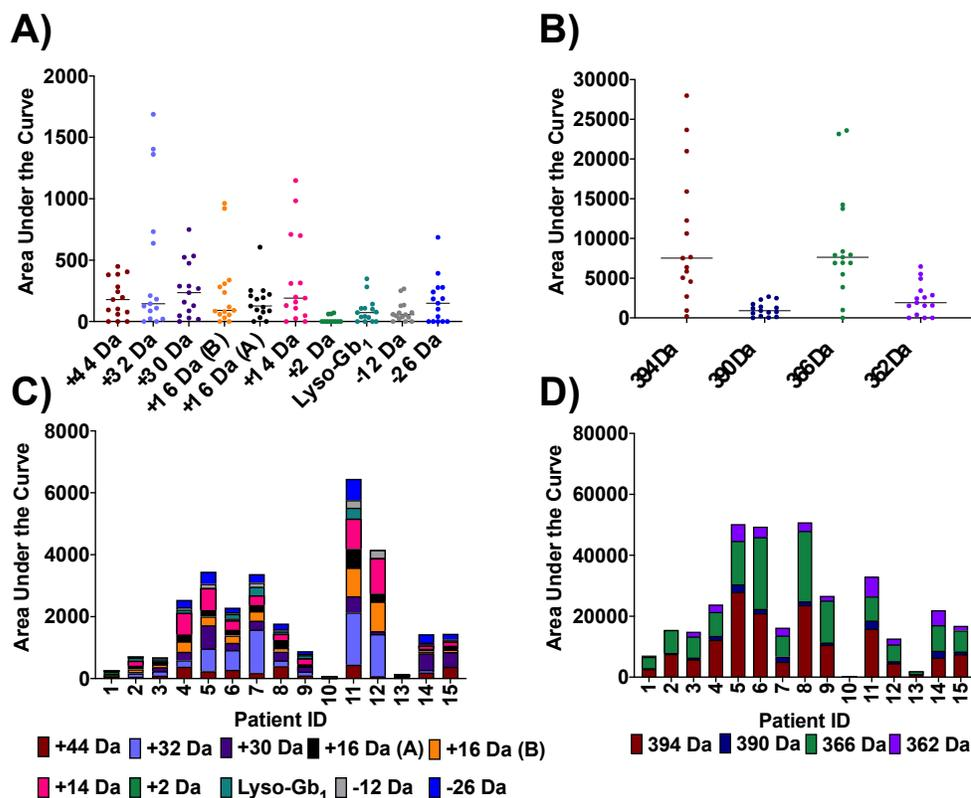 A)
2000
1500
1000
500
0
Area Under the Curve
+44 Da
+32 Da
+30 Da
+16 Da (B)
+16 Da (A)
+14 Da
+2 Da
Lyso-Gb1
-12 Da
-26 Da
B)
30000
25000
20000
15000
10000
5000
0
Area Under the Curve
394 Da
390 Da
366 Da
362 Da
C)
8000
6000
4000
2000
0
Area Under the Curve
1 2 3 4 5 6 7 8 9 10 11 12 13 14 15
Patient ID
+44 Da +32 Da +30 Da +16 Da (A) +16 Da (B)
+14 Da +2 Da Lyso-Gb1 -12 Da -26 Da
D)
80000
60000
40000
20000
0
Area Under the Curve
1 2 3 4 5 6 7 8 9 10 11 12 13 14 15
Patient ID
394 Da 390 Da 366 Da 362 Da